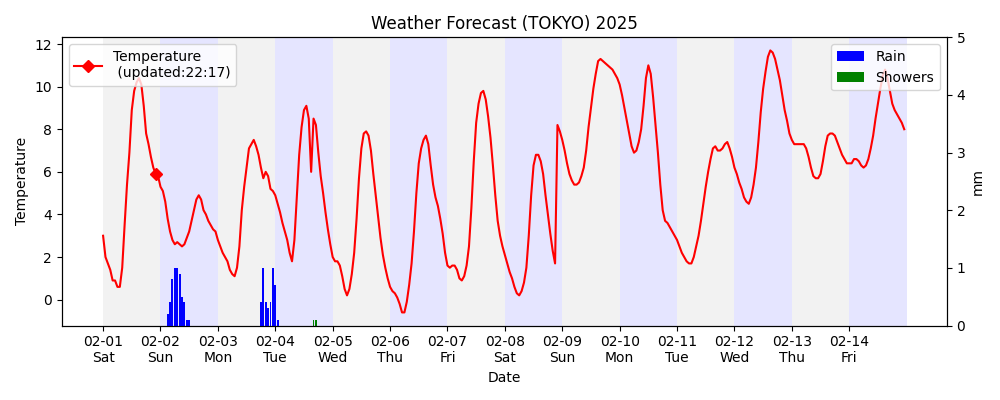 Weather Forecast (TOKYO) 2025
Temperature
(updated:22:17)
Rain
Showers
12
10
8
6
4
2
0
Temperature
5
4
3
2
1
0
mm
02-01 02-02 02-03 02-04 02-05 02-06 02-07 02-08 02-09 02-10 02-11 02-12 02-13 02-14
Sat Sun Mon Tue Wed Thu Fri Sat Sun Mon Tue Wed Thu Fri
Date